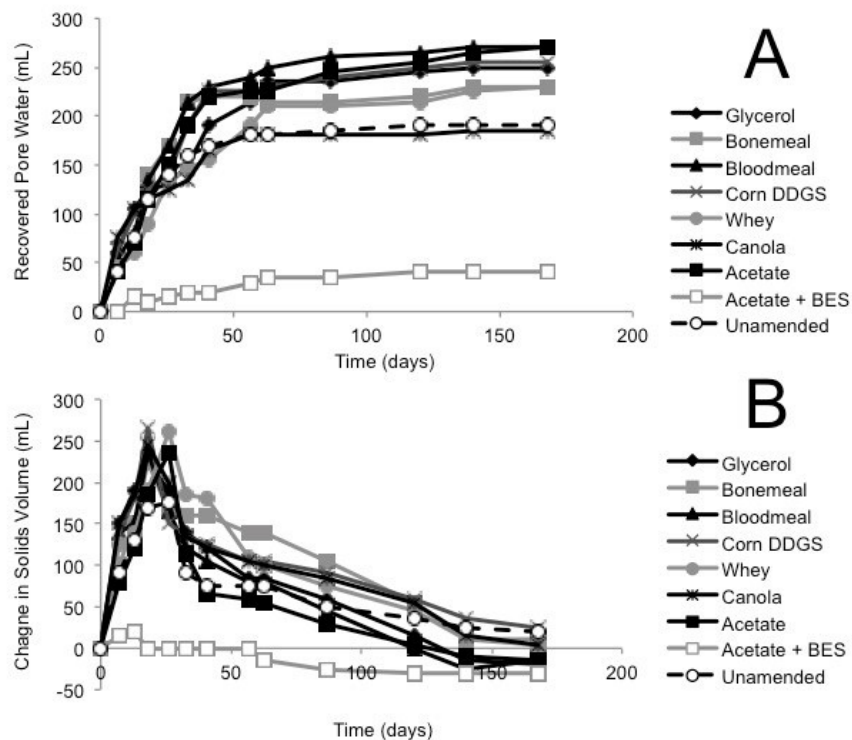 A
Recovered Pore Water (mL)
300
250
200
150
100
50
0
0
50
100
150
200
Time (days)
Glycerol
Bonemeal
Bloodmeal
Corn DDGS
Whey
Canola
Acetate
Acetate + BES
Unamended
B
Chagne in Solids Volume (mL)
300
250
200
150
100
50
0
-50
0
50
100
150
200
Time (days)
Glycerol
Bonemeal
Bloodmeal
Corn DDGS
Whey
Canola
Acetate
Acetate + BES
Unamended